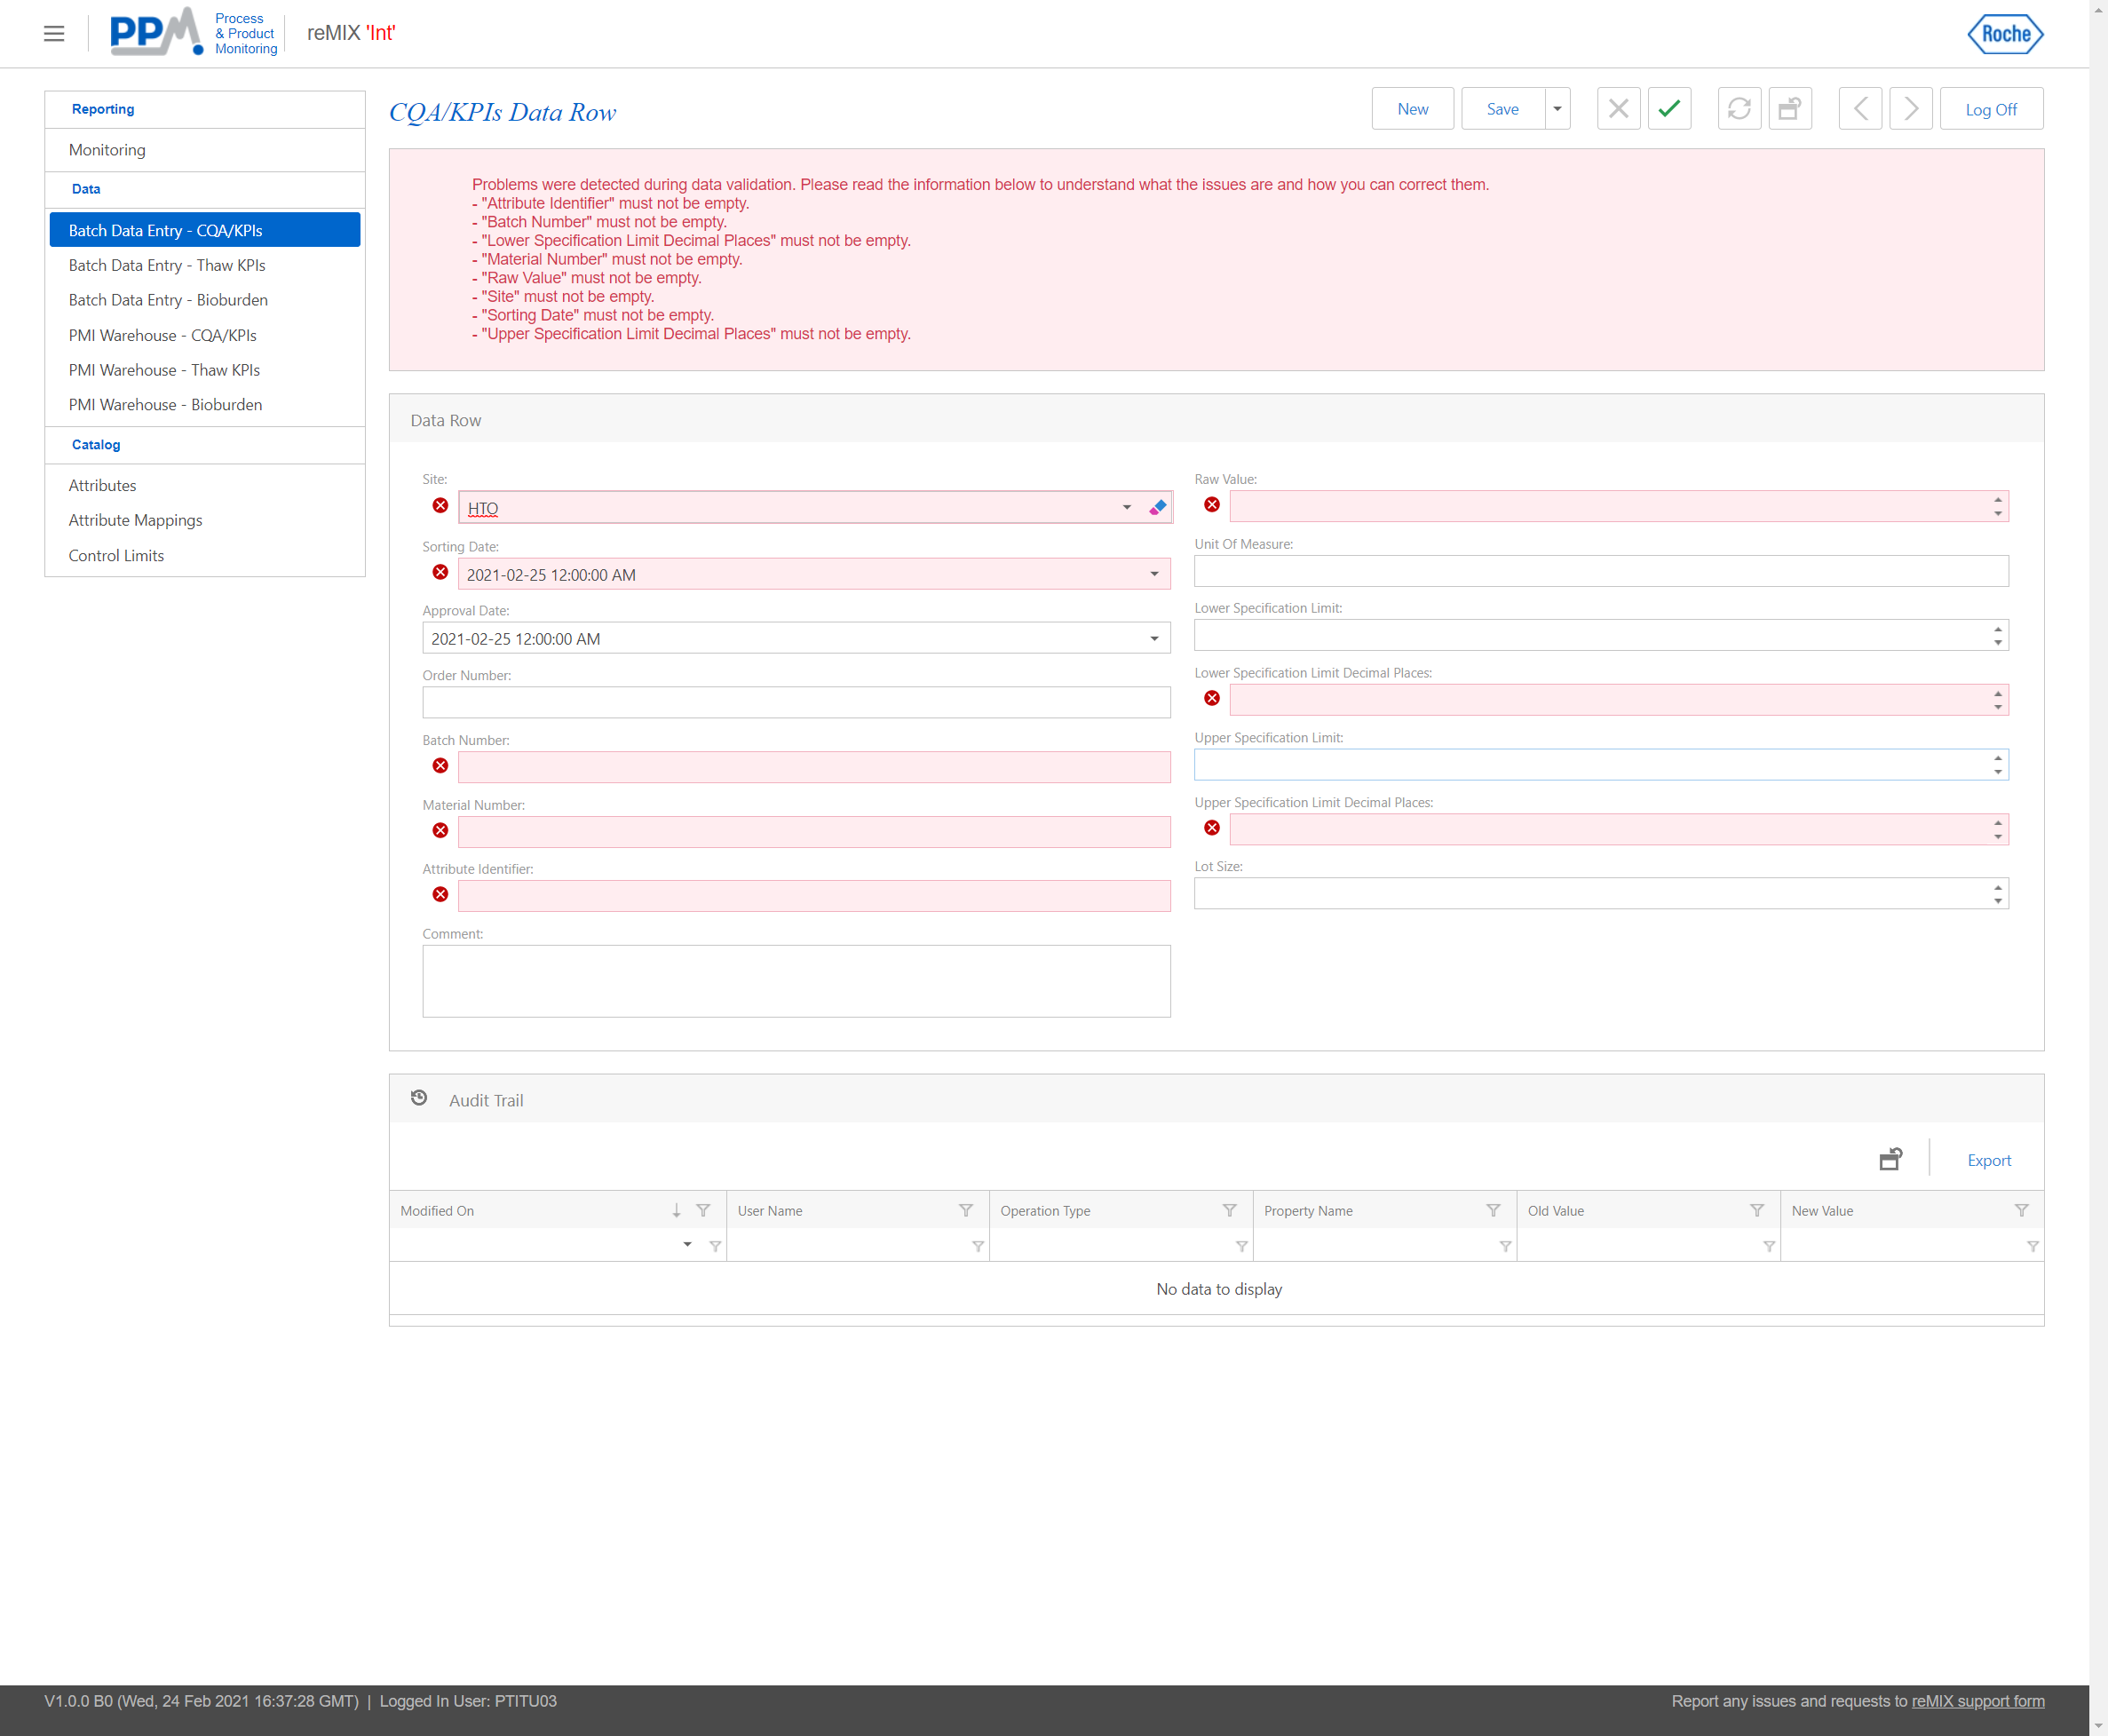 PPM
Process
& Product
Monitoring
reMIX 'Int'
Roche
Reporting
Monitoring
Data
Batch Data Entry - CQA/KPIs
Batch Data Entry - Thaw KPIs
Batch Data Entry - Bioburden
PMI Warehouse - CQA/KPIs
PMI Warehouse - Thaw KPIs
PMI Warehouse - Bioburden
Catalog
Attributes
Attribute Mappings
Control Limits
CQA/KPIs Data Row
New
Save
Log Off
Problems were detected during data validation. Please read the information below to understand what the issues are and how you can correct them.
- "Attribute Identifier" must not be empty.
- "Batch Number" must not be empty.
- "Lower Specification Limit Decimal Places" must not be empty.
- "Material Number" must not be empty.
- "Raw Value" must not be empty.
- "Site" must not be empty.
- "Sorting Date" must not be empty.
- "Upper Specification Limit Decimal Places" must not be empty.
Data Row
Site:
HTO
Sorting Date:
2021-02-25 12:00:00 AM
Approval Date:
2021-02-25 12:00:00 AM
Order Number:
Batch Number:
Material Number:
Attribute Identifier:
Comment:
Raw Value:
Unit Of Measure:
Lower Specification Limit:
Lower Specification Limit Decimal Places:
Upper Specification Limit:
Upper Specification Limit Decimal Places:
Lot Size:
Audit Trail
Export
Modified On
User Name
Operation Type
Property Name
Old Value
New Value
No data to display
V1.0.0 B0 (Wed, 24 Feb 2021 16:37:28 GMT) | Logged In User: PTITU03
Report any issues and requests to reMIX support form